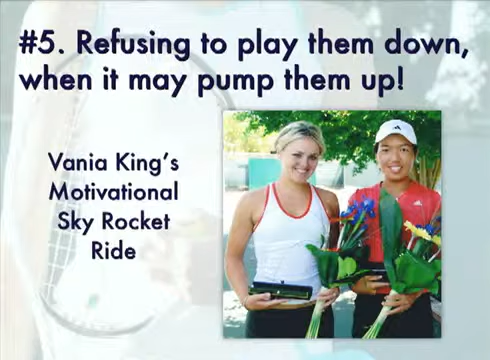 #5. Refusing to play them down,
when it may pump them up!
Vania King's
Motivational
Sky Rocket
Ride